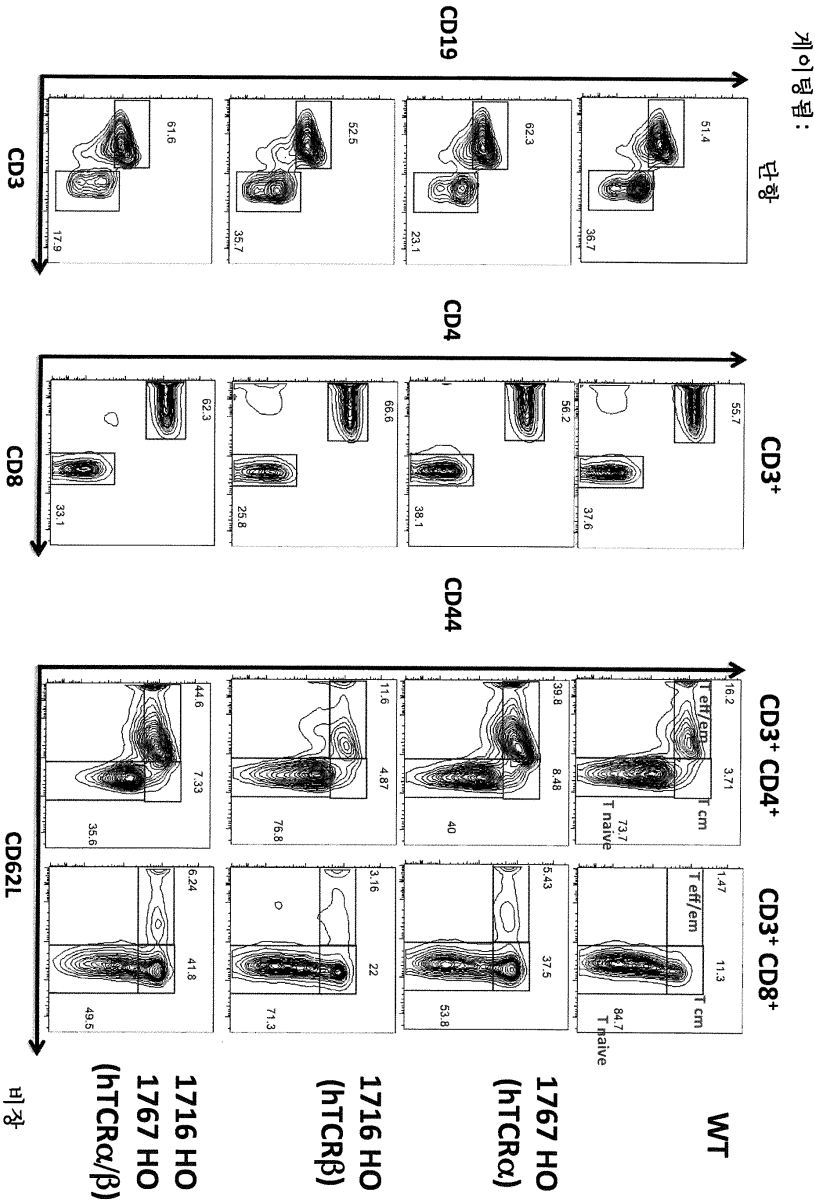 게이팅됨:
단항
CD3⁺
CD3⁺ CD4⁺
CD3⁺ CD8⁺
51.4
36.7
55.7
37.6
16.2
3.71
T eff/em
T cm
73.7
T naive
1.47
11.3
T eff/em
T cm
84.7
T naive
WT
62.3
23.1
56.2
38.1
39.8
8.48
40
5.43
37.5
53.8
1767 HO
(hTCRα)
CD19
CD4
CD44
52.5
35.7
66.6
25.8
11.6
4.87
76.8
3.16
22
71.3
1716 HO
(hTCRβ)
61.6
17.9
62.3
33.1
44.6
7.33
35.6
6.24
41.8
49.5
1716 HO
1767 HO
(hTCRα/β)
CD3
CD8
CD62L
비장